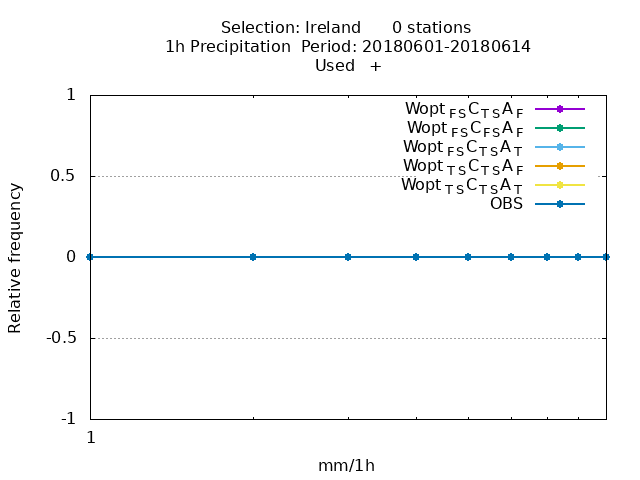 Selection: Ireland 0 stations
1h Precipitation Period: 20180601-20180614
Used +
1
0.5
0
-0.5
-1
Relative frequency
Wopt FS C TS A F
Wopt FS C FS A F
Wopt FS C TS A T
Wopt TS C TS A F
Wopt TS C TS A T
OBS
1
mm/1h